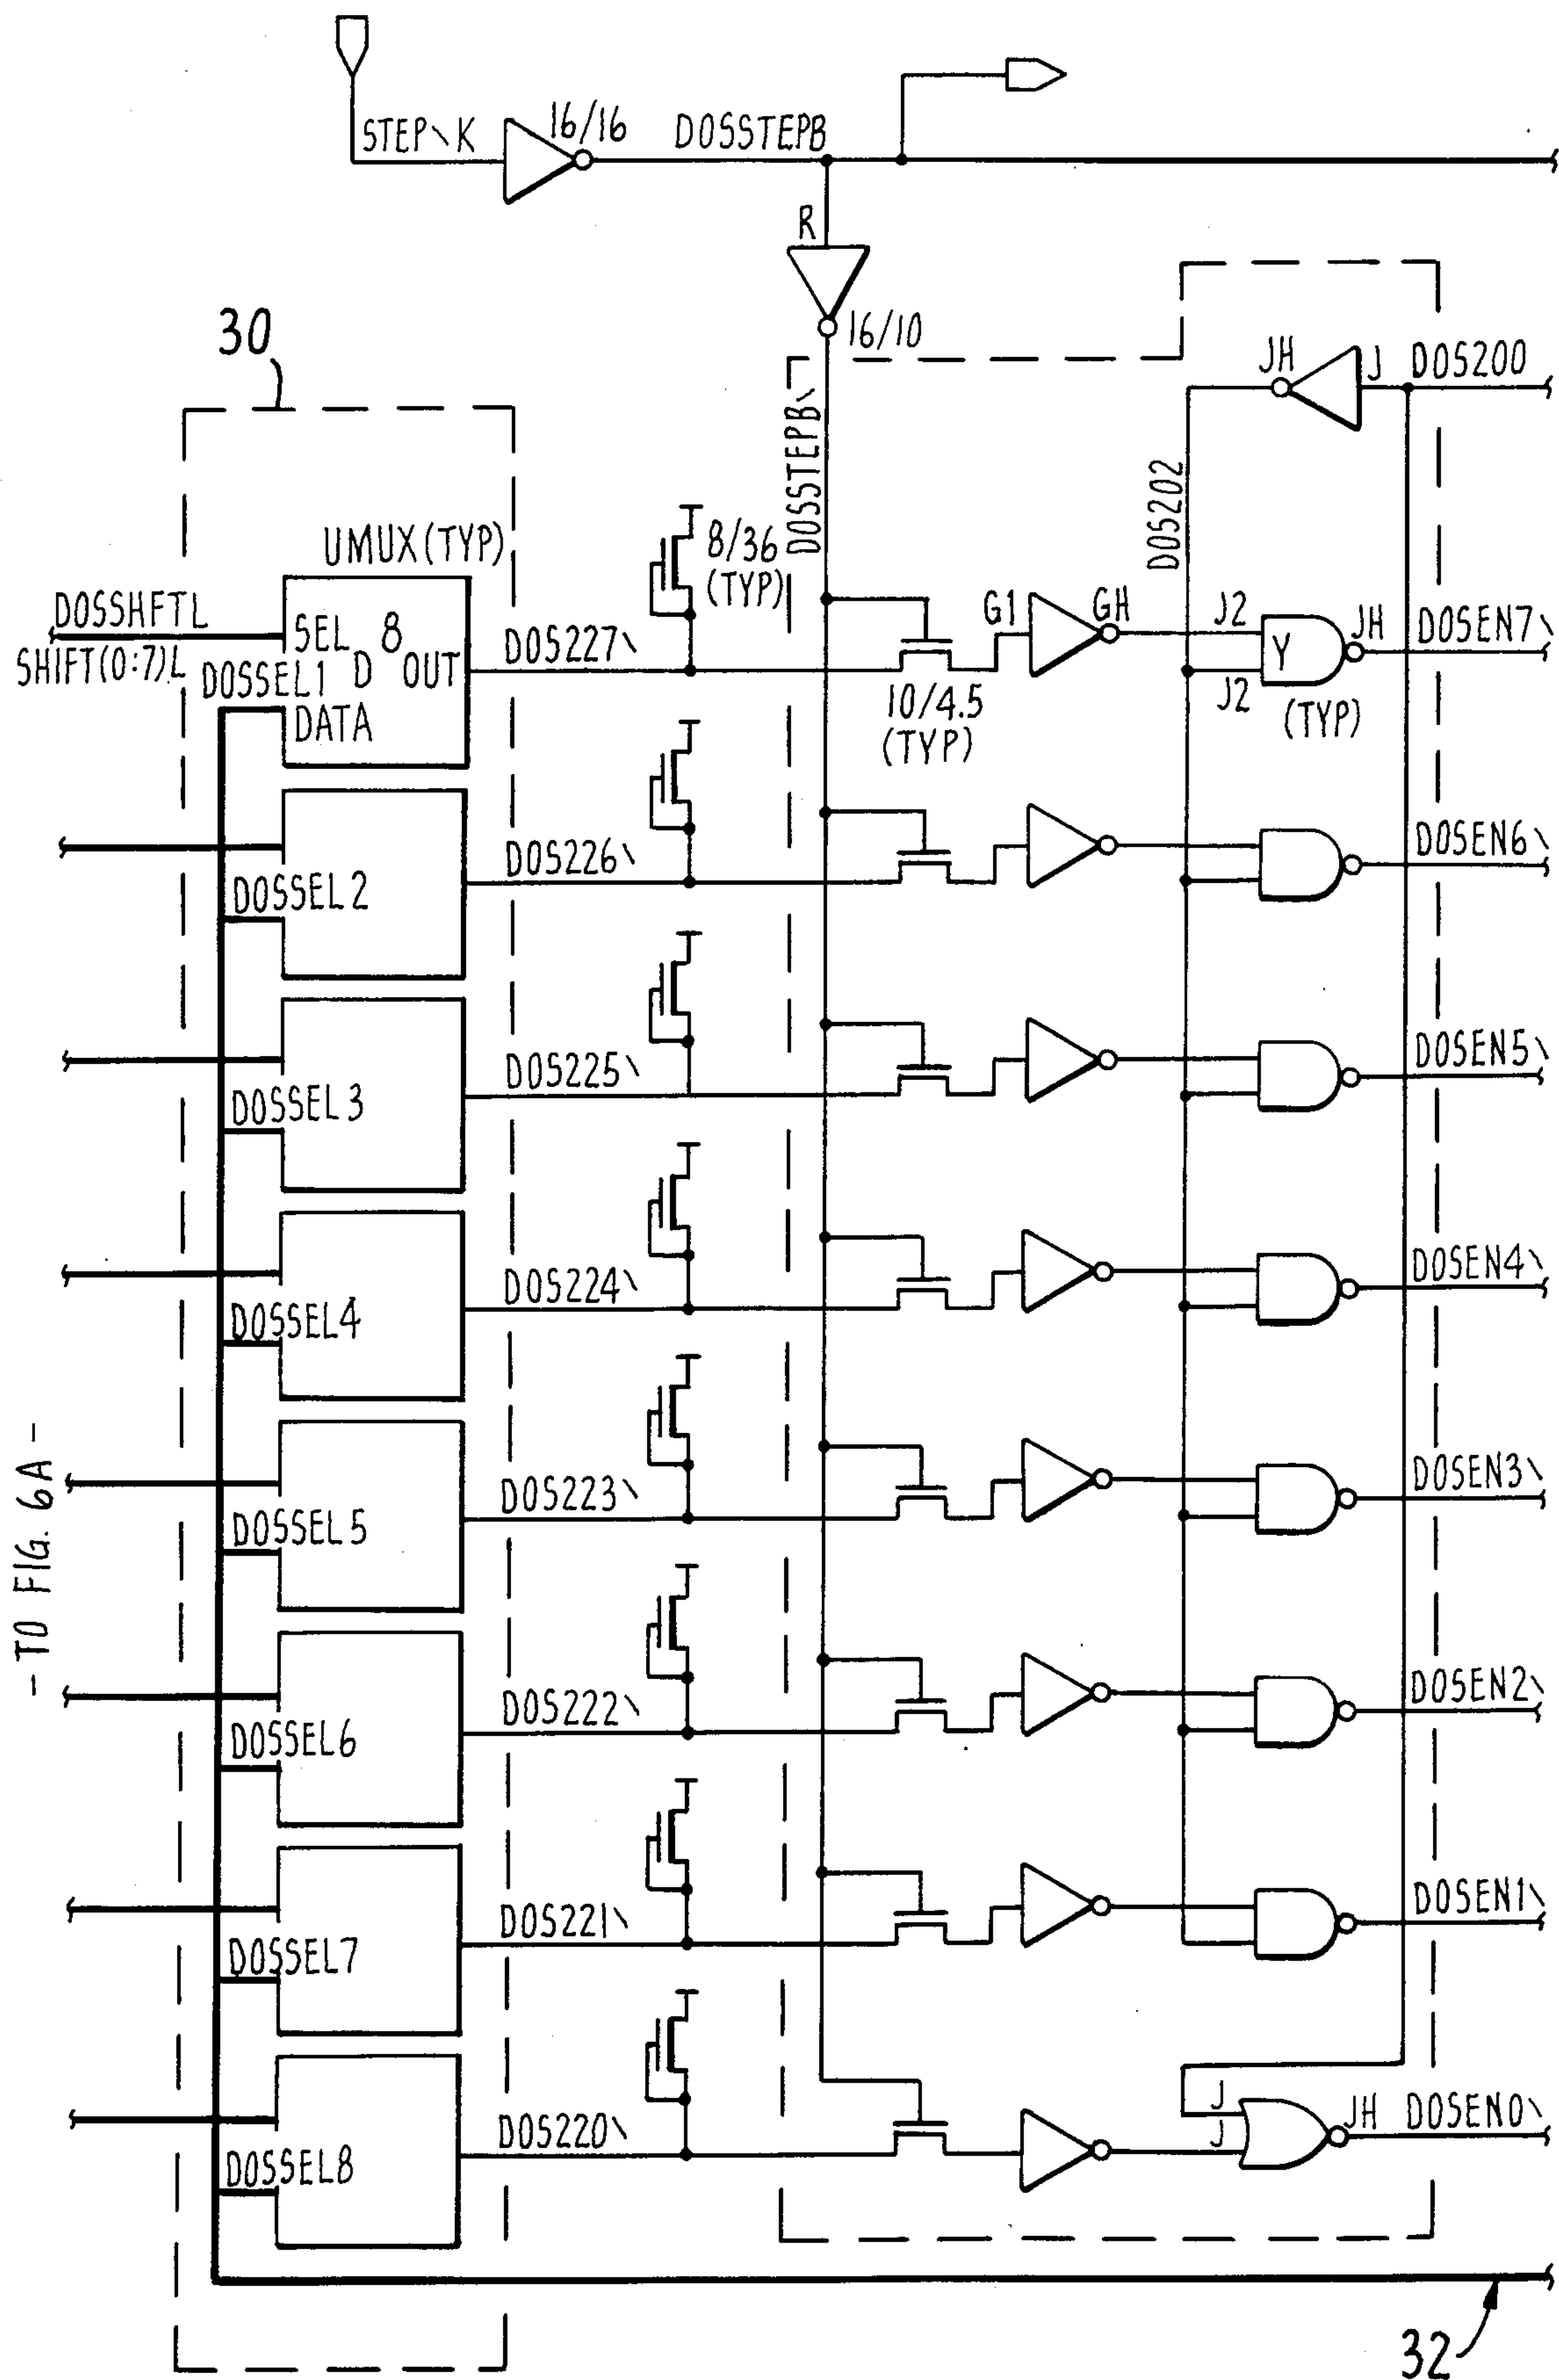 STEP\K
16/16
DOSSTEPB
R
16/10
30
JH
J
DOS200
DOSSTEPB\
DOS202
UMUX(TYP)
8/36
(TYP)
DOSSHFTL
SHIFT(0:7)L
SEL 8
D OUT
DOSSEL1
DATA
DOS227\
10/4.5
(TYP)
G1
GH
J2
J2
Y
JH
(TYP)
DOSEN7\
DOSSEL2
DOS226\
DOSEN6\
DOSSEL3
DOS225\
DOSEN5\
DOSSEL4
DOS224\
DOSEN4\
DOSSEL5
DOS223\
DOSEN3\
-TO FIG. 6A-
DOSSEL6
DOS222\
DOSEN2\
DOSSEL7
DOS221\
DOSEN1\
DOSSEL8
DOS220\
J
J
JH
DOSEN0\
32